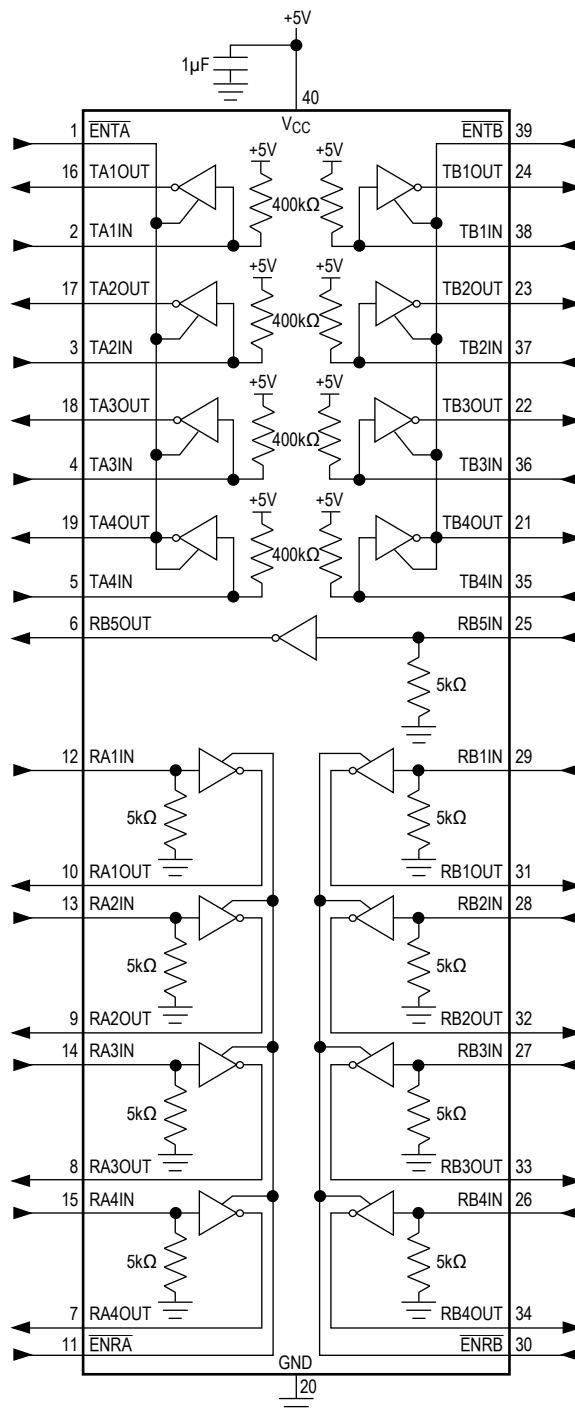 +5V
1µF
40
VCC
1 ENTA ENTB 39
16 TA1OUT +5V +5V TB1OUT 24
400kΩ
2 TA1IN TB1IN 38
+5V
17 TA2OUT TB2OUT 23
400kΩ
3 TA2IN TB2IN 37
+5V
18 TA3OUT TB3OUT 22
400kΩ
4 TA3IN TB3IN 36
+5V
19 TA4OUT TB4OUT 21
400kΩ
5 TA4IN TB4IN 35
6 RB5OUT RB5IN 25
5kΩ
12 RA1IN RB1IN 29
5kΩ 5kΩ
10 RA1OUT RB1OUT 31
13 RA2IN RB2IN 28
5kΩ 5kΩ
9 RA2OUT RB2OUT 32
14 RA3IN RB3IN 27
5kΩ 5kΩ
8 RA3OUT RB3OUT 33
15 RA4IN RB4IN 26
5kΩ 5kΩ
7 RA4OUT RB4OUT 34
11 ENRA ENRB 30
GND
20